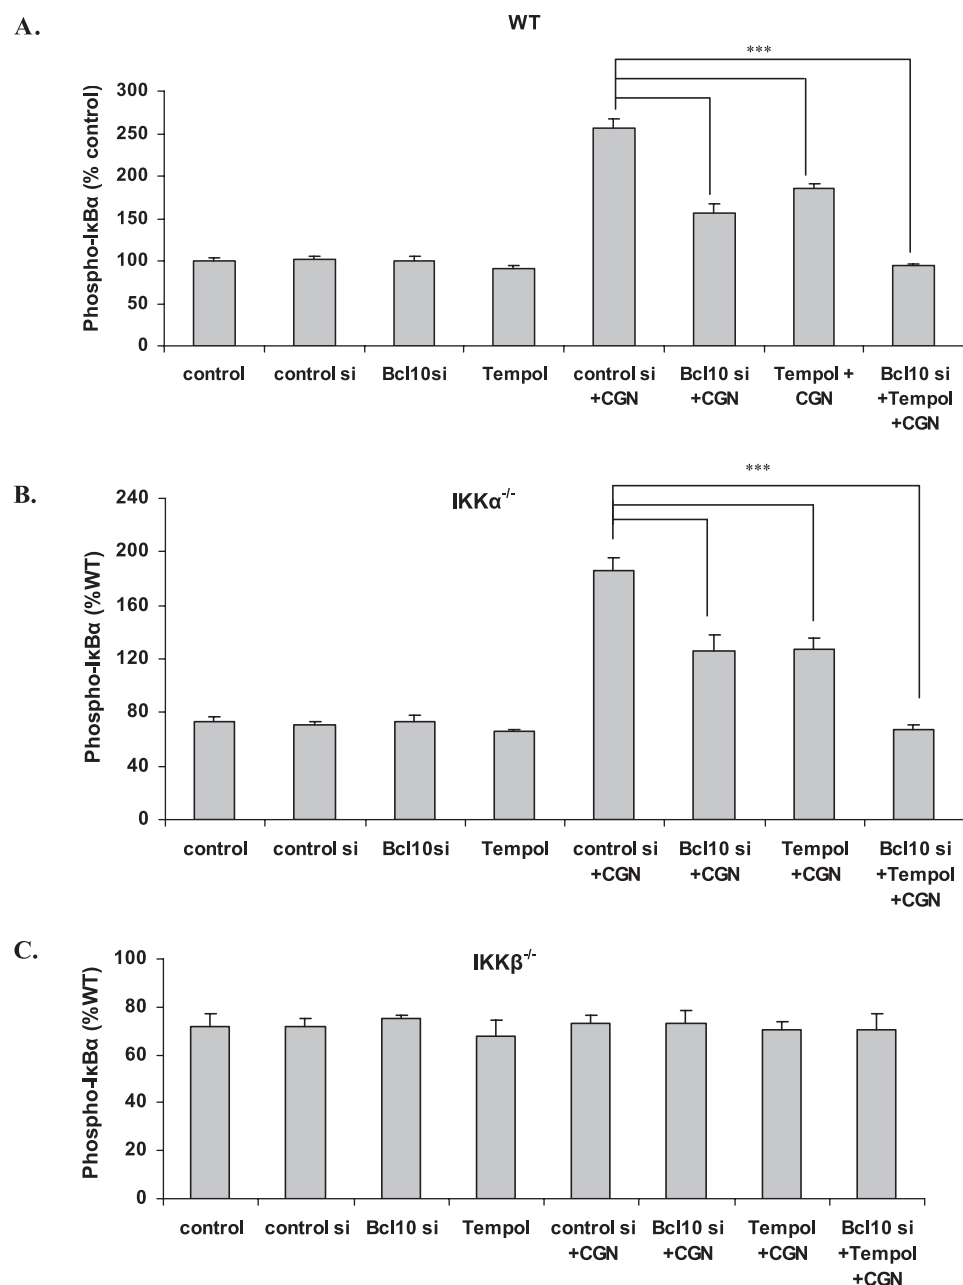 A.
WT
***
Phospho-IκBα (% control)
300
250
200
150
100
50
0
control control si Bcl10si Tempol control si Bcl10 si Tempol + Bcl10 si
+CGN +CGN CGN +Tempol
+CGN
B.
IKKα-/-
***
Phospho-IκBα (%WT)
240
200
160
120
80
40
0
control control si Bcl10si Tempol control si Bcl10 si Tempol Bcl10 si
+CGN +CGN +CGN +Tempol
+CGN
C.
IKKβ-/-
Phospho-IκBα (%WT)
100
80
60
40
20
0
control control si Bcl10 si Tempol control si Bcl10 si Tempol Bcl10 si
+CGN +CGN +CGN +Tempol
+CGN